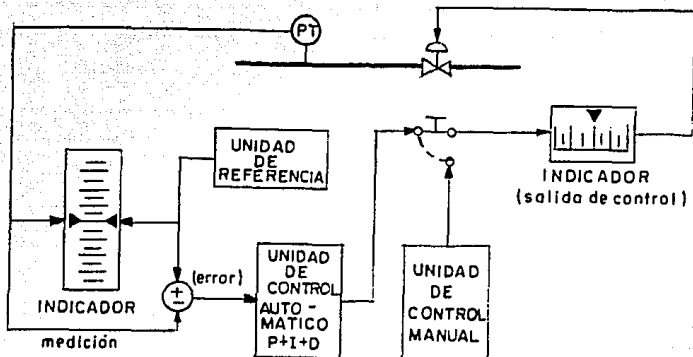 PT
UNIDAD
DE
REFERENCIA
INDICADOR
(salida de control)
INDICADOR
medición
±
(error)
UNIDAD
DE
CONTROL
AUTO-
MATICO
P+I+D
UNIDAD
DE
CONTROL
MANUAL